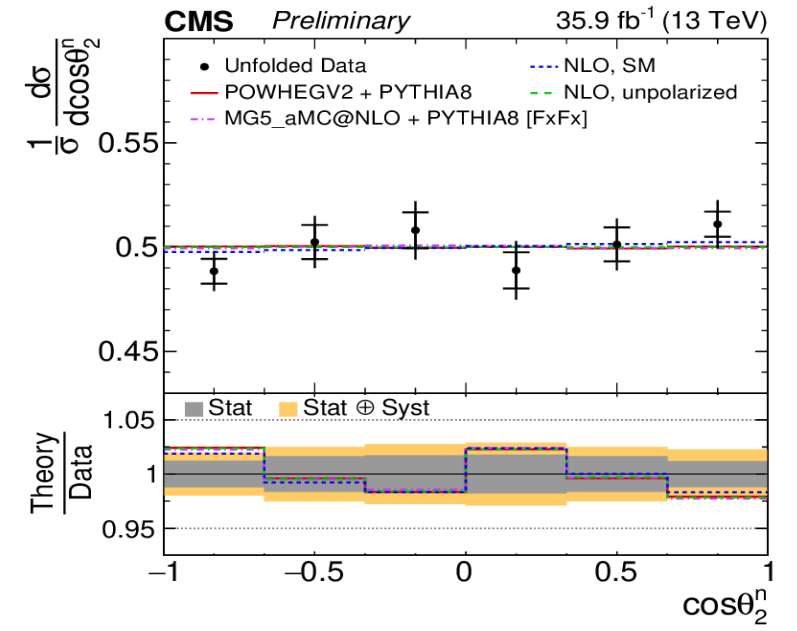 CMS Preliminary 35.9 fb⁻¹ (13 TeV)
1/σ dσ/dcosθ₂ⁿ
Unfolded Data
POWHEGV2 + PYTHIA8
MG5_aMC@NLO + PYTHIA8 [FxFx]
NLO, SM
NLO, unpolarized
0.55
0.5
0.45
Stat
Stat ⊕ Syst
Theory/Data
1.05
1
0.95
−1 −0.5 0 0.5 1
cosθ₂ⁿ